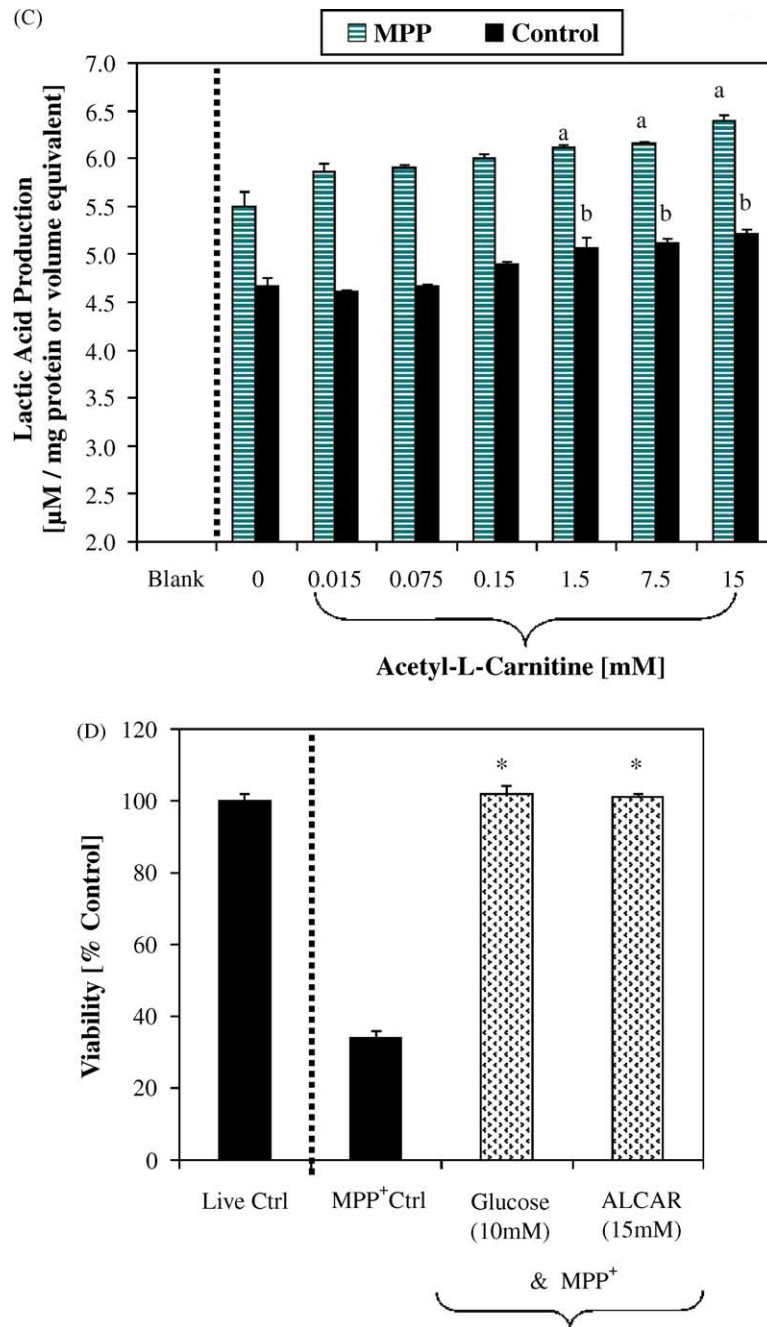 (C)
MPP Control
Lactic Acid Production
[µM / mg protein or volume equivalent]
7.0
6.5
6.0
5.5
5.0
4.5
4.0
3.5
3.0
2.5
2.0
a a a
b b b
Blank 0 0.015 0.075 0.15 1.5 7.5 15
Acetyl-L-Carnitine [mM]
(D)
Viability [% Control]
120
100
80
60
40
20
0
* *
Live Ctrl MPP⁺Ctrl Glucose ALCAR
(10mM) (15mM)
& MPP⁺